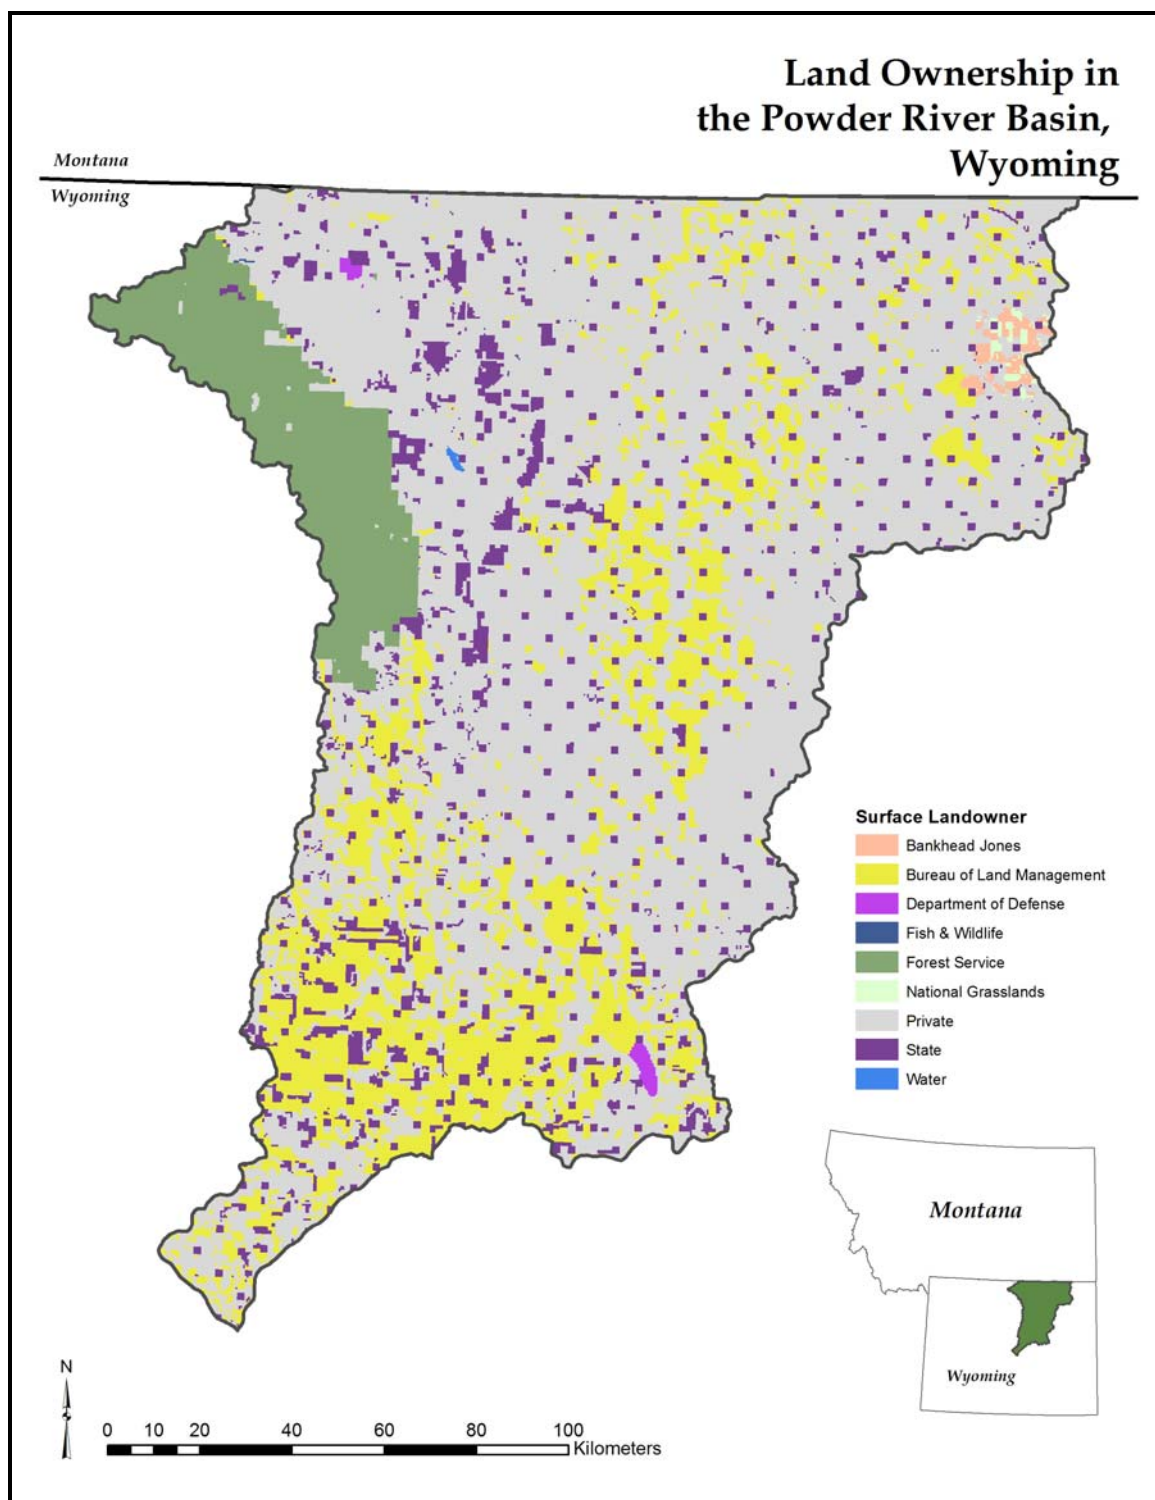 Land Ownership in
the Powder River Basin,
Wyoming
Montana
Wyoming
Surface Landowner
Bankhead Jones
Bureau of Land Management
Department of Defense
Fish & Wildlife
Forest Service
National Grasslands
Private
State
Water
Montana
Wyoming
N
0 10 20 40 60 80 100
Kilometers